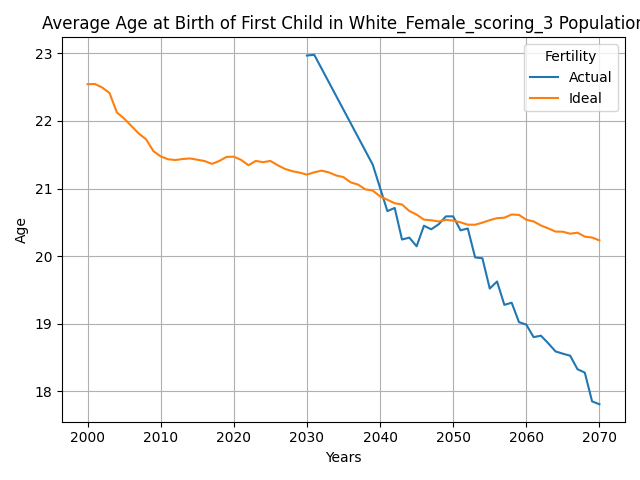 Average Age at Birth of First Child in White_Female_scoring_3 Population
Fertility
Actual
Ideal
23
22
21
20
19
18
Age
2000 2010 2020 2030 2040 2050 2060 2070
Years